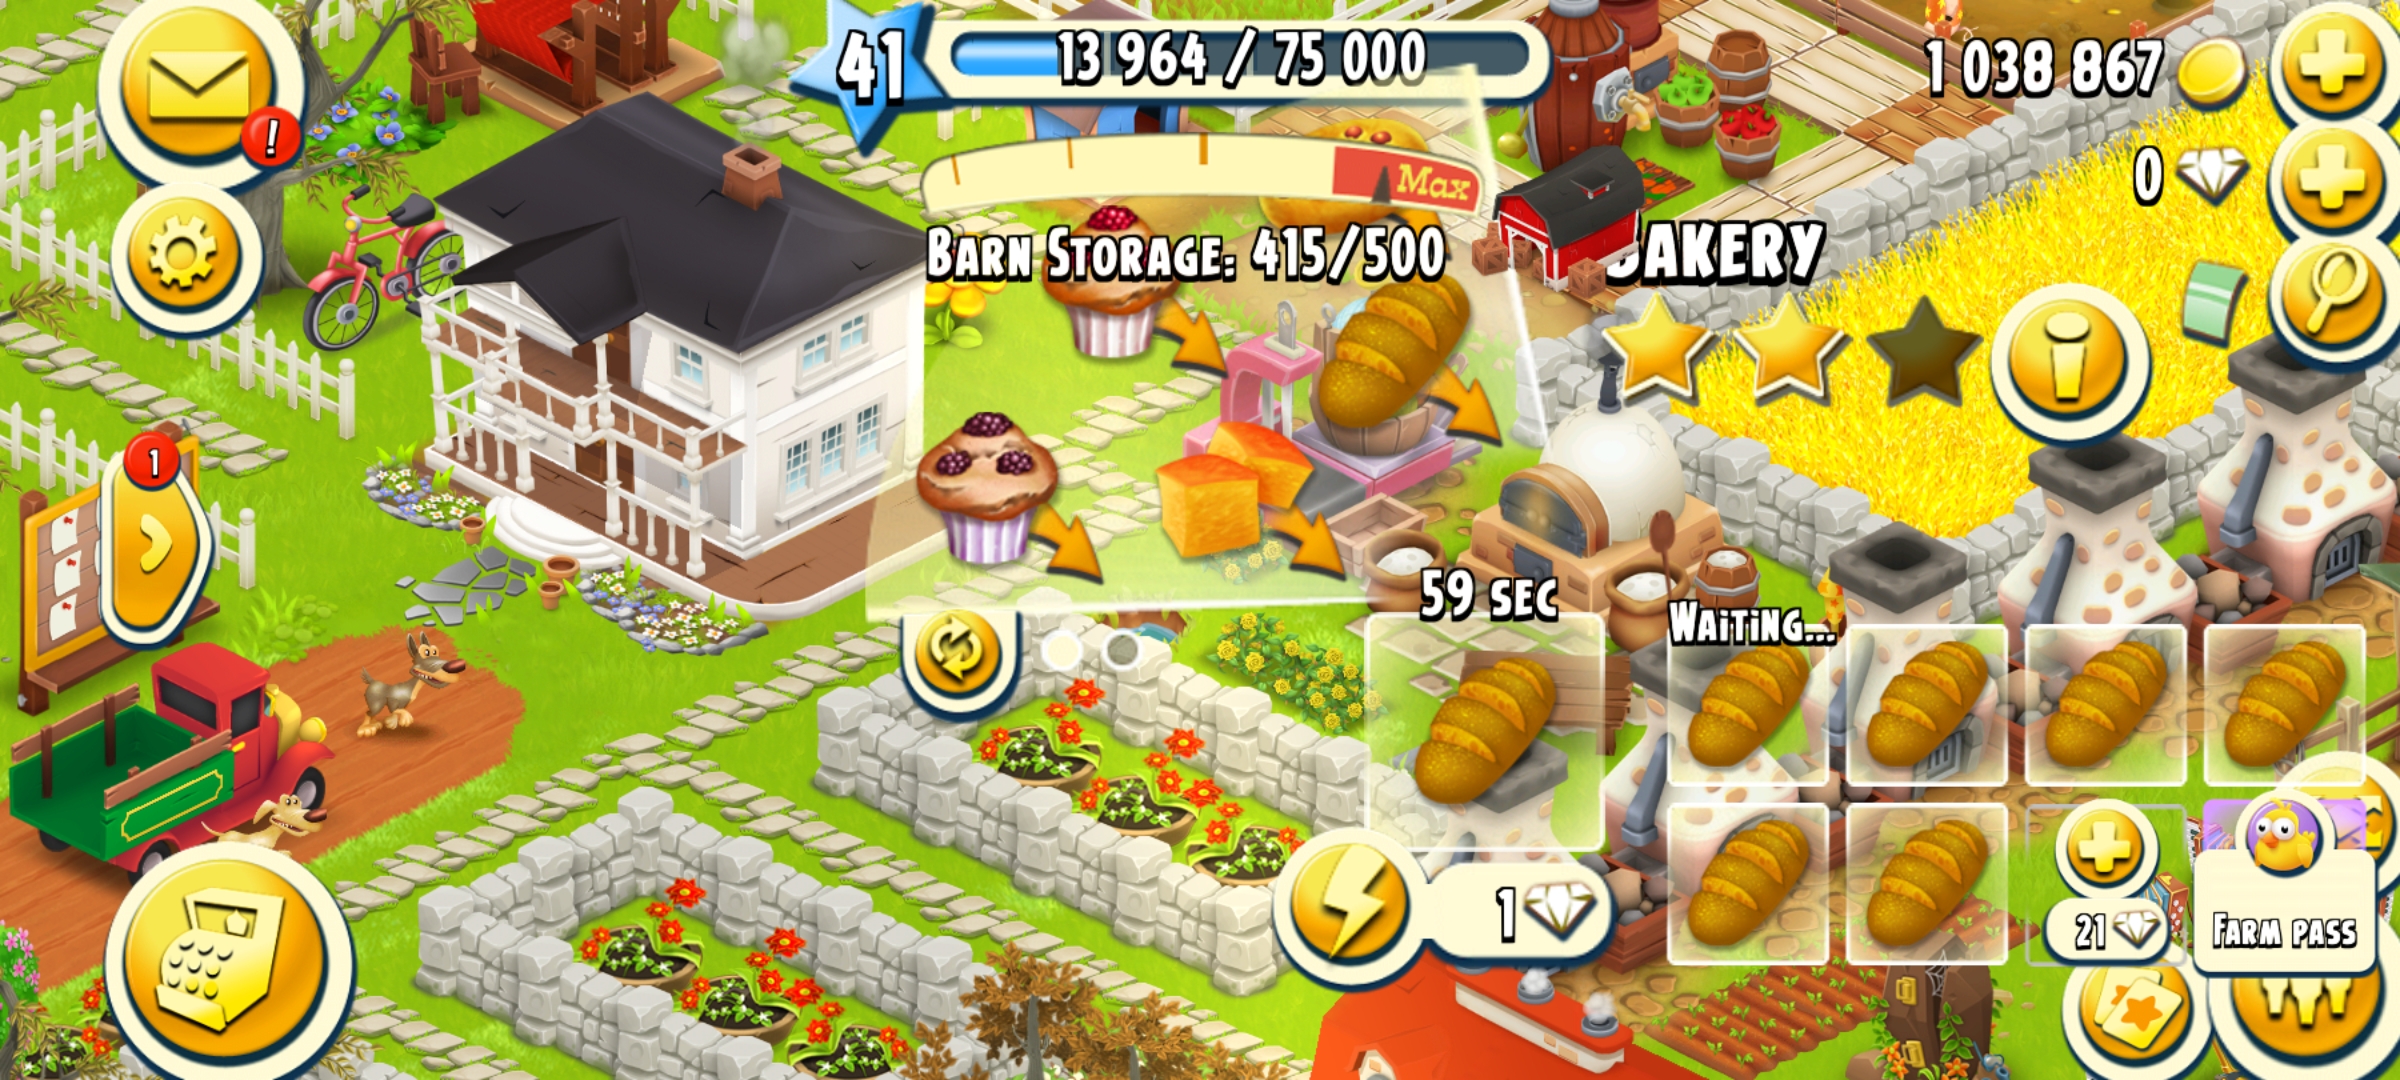 41
13 964 / 75 000
1 038 867
0
!
Max
Barn Storage: 415/500
AKERY
1
59 sec
Waiting...
1
21
Farm pass